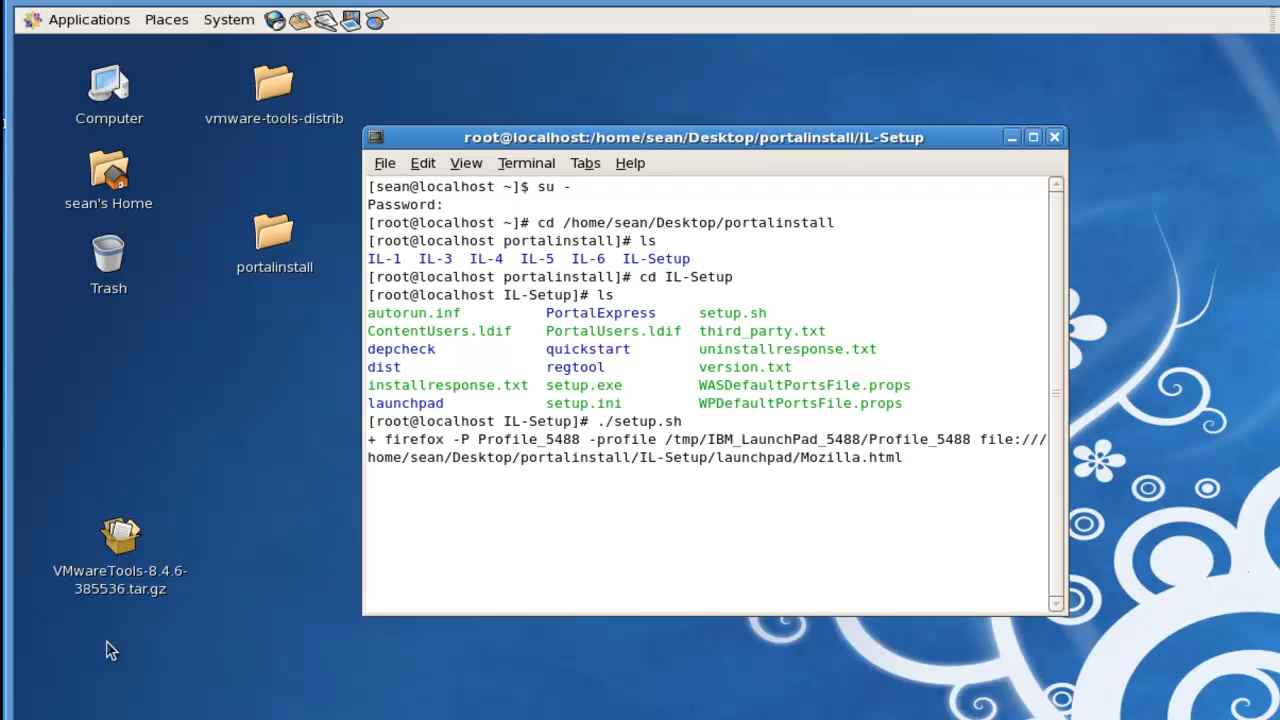 Applications Places System
Computer
vmware-tools-distrib
sean's Home
portalinstall
Trash
VMwareTools-8.4.6-
385536.tar.gz
root@localhost:/home/sean/Desktop/portalinstall/IL-Setup
File Edit View Terminal Tabs Help
[sean@localhost ~]$ su -
Password:
[root@localhost ~]# cd /home/sean/Desktop/portalinstall
[root@localhost portalinstall]# ls
IL-1 IL-3 IL-4 IL-5 IL-6 IL-Setup
[root@localhost portalinstall]# cd IL-Setup
[root@localhost IL-Setup]# ls
autorun.inf PortalExpress setup.sh
ContentUsers.ldif PortalUsers.ldif third_party.txt
depcheck quickstart uninstallresponse.txt
dist regtool version.txt
installresponse.txt setup.exe WASDefaultPortsFile.props
launchpad setup.ini WPDefaultPortsFile.props
[root@localhost IL-Setup]# ./setup.sh
+ firefox -P Profile_5488 -profile /tmp/IBM_LaunchPad_5488/Profile_5488 file:///
home/sean/Desktop/portalinstall/IL-Setup/launchpad/Mozilla.html